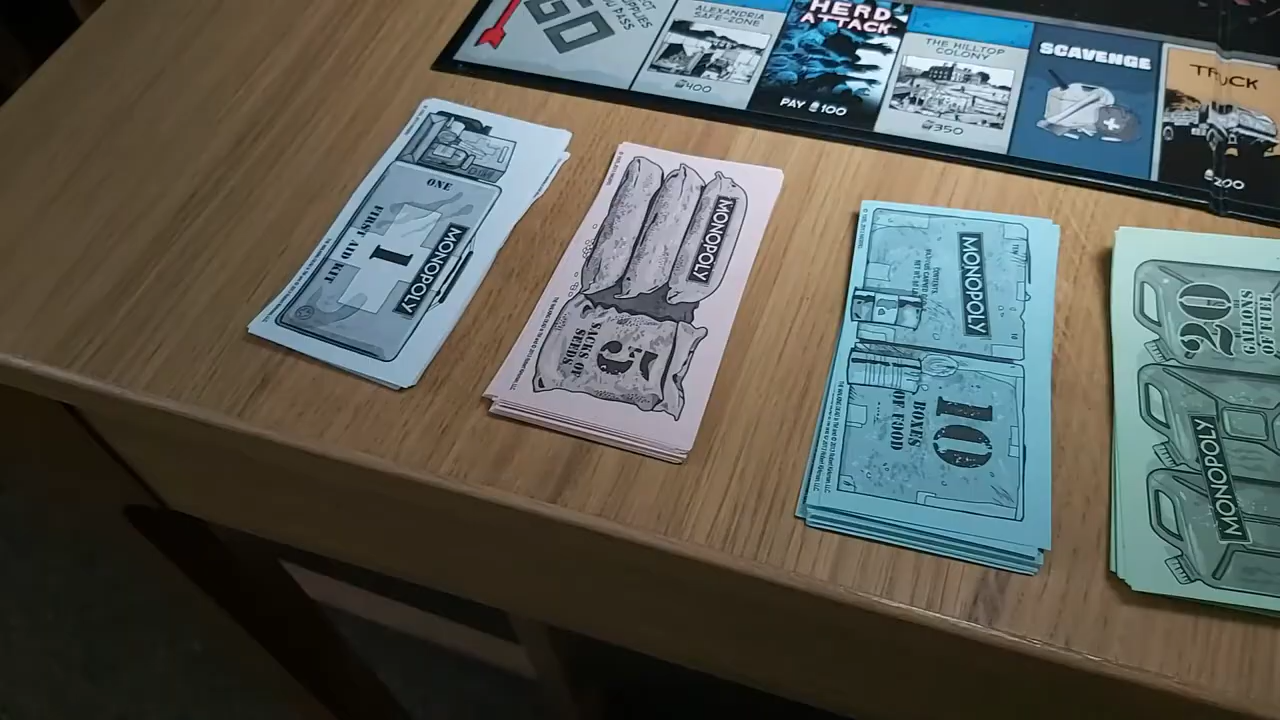 GO
ALEXANDRIA
SAFE-ZONE
400
HERD
ATTACK
PAY 100
THE HILLTOP
COLONY
350
SCAVENGE
TRUCK
200
ONE
1
FIRST AID KIT
MONOPOLY
MONOPOLY
5
SACKS OF
SEEDS
MONOPOLY
10
BOXES
OF FOOD
20
GALLONS
OF FUEL
MONOPOLY